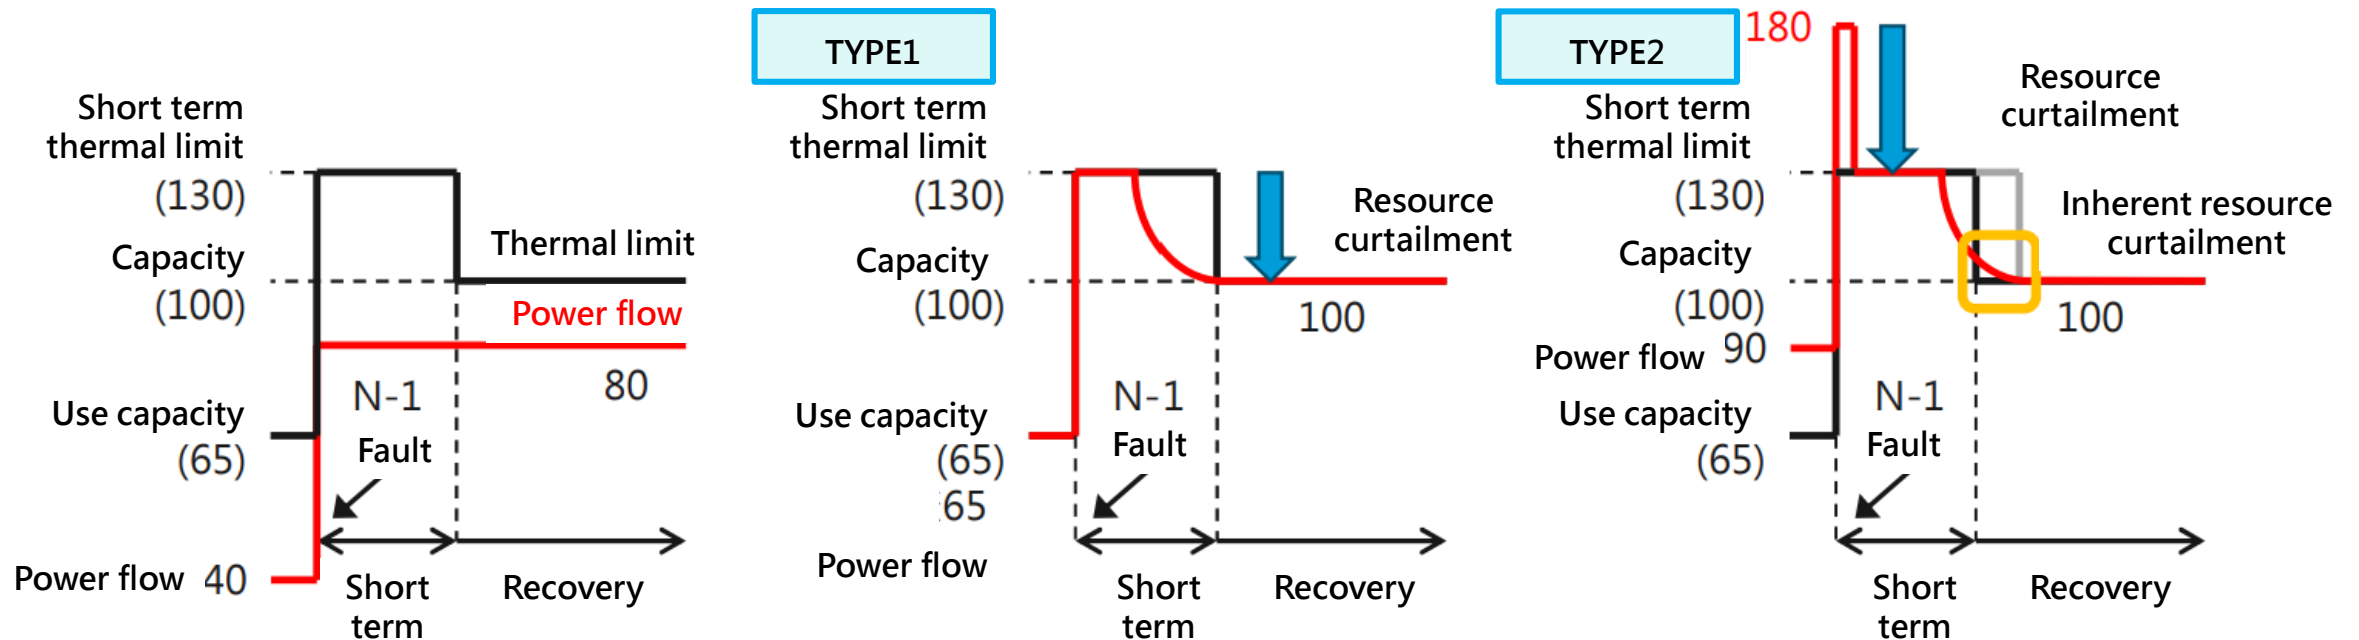 Short term
thermal limit
(130)
Capacity
(100)
Thermal limit
Power flow
80
Use capacity
(65)
N-1
Fault
Power flow 40
Short
term
Recovery
TYPE1
Short term
thermal limit
(130)
Capacity
(100)
Resource
curtailment
100
Use capacity
(65)
65
Power flow
N-1
Fault
Short
term
Recovery
TYPE2
180
Short term
thermal limit
(130)
Resource
curtailment
Capacity
(100)
Inherent resource
curtailment
100
Power flow 90
Use capacity
(65)
N-1
Fault
Short
term
Recovery